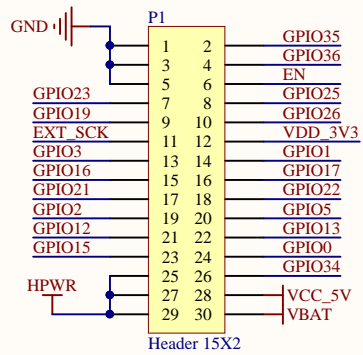 P1
GND
1 2 GPIO35
3 4 GPIO36
5 6 EN
GPIO23 7 8 GPIO25
GPIO19 9 10 GPIO26
EXT_SCK 11 12 VDD_3V3
GPIO3 13 14 GPIO1
GPIO16 15 16 GPIO17
GPIO21 17 18 GPIO22
GPIO2 19 20 GPIO5
GPIO12 21 22 GPIO13
GPIO15 23 24 GPIO0
25 26 GPIO34
HPWR 27 28 VCC_5V
29 30 VBAT
Header 15X2